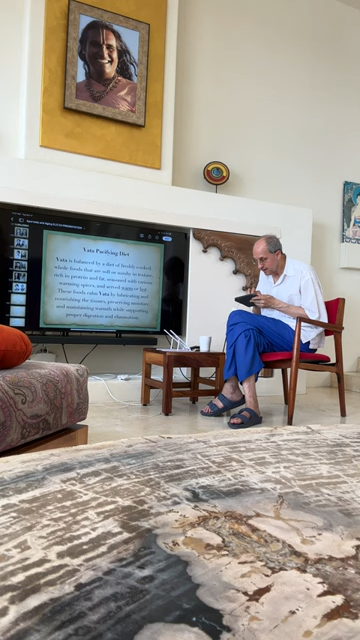 Vata Purifying Diet
Vata is balanced by a diet of freshly cooked,
whole foods that are soft or mushy in texture,
rich in protein and fat, seasoned with various
warming spices, and served warm or hot.
These foods calm Vata by lubricating and
nourishing the tissues, preserving moisture,
and maintaining warmth while supporting
proper digestion and elimination.